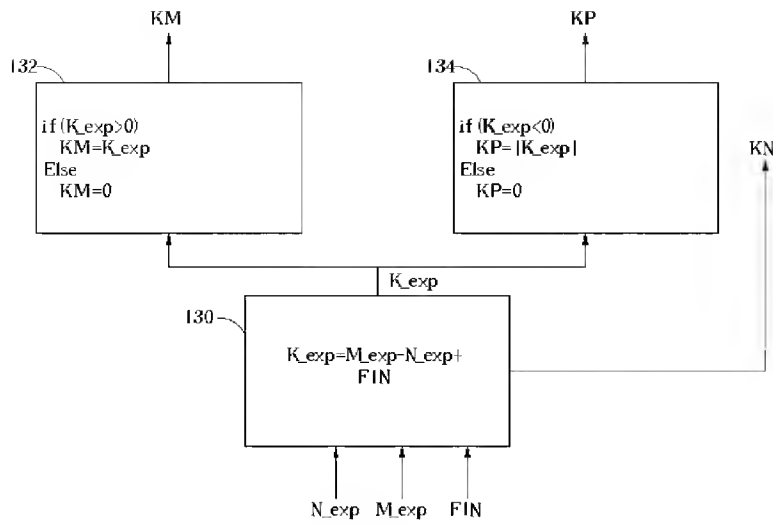 KM
KP
132
134
if(K_exp>0)
KM=K_exp
Else
KM=0
if(K_exp<0)
KP=|K_exp|
Else
KP=0
KN
K_exp
130
K_exp=M_exp-N_exp+
FIN
N_exp M_exp FIN